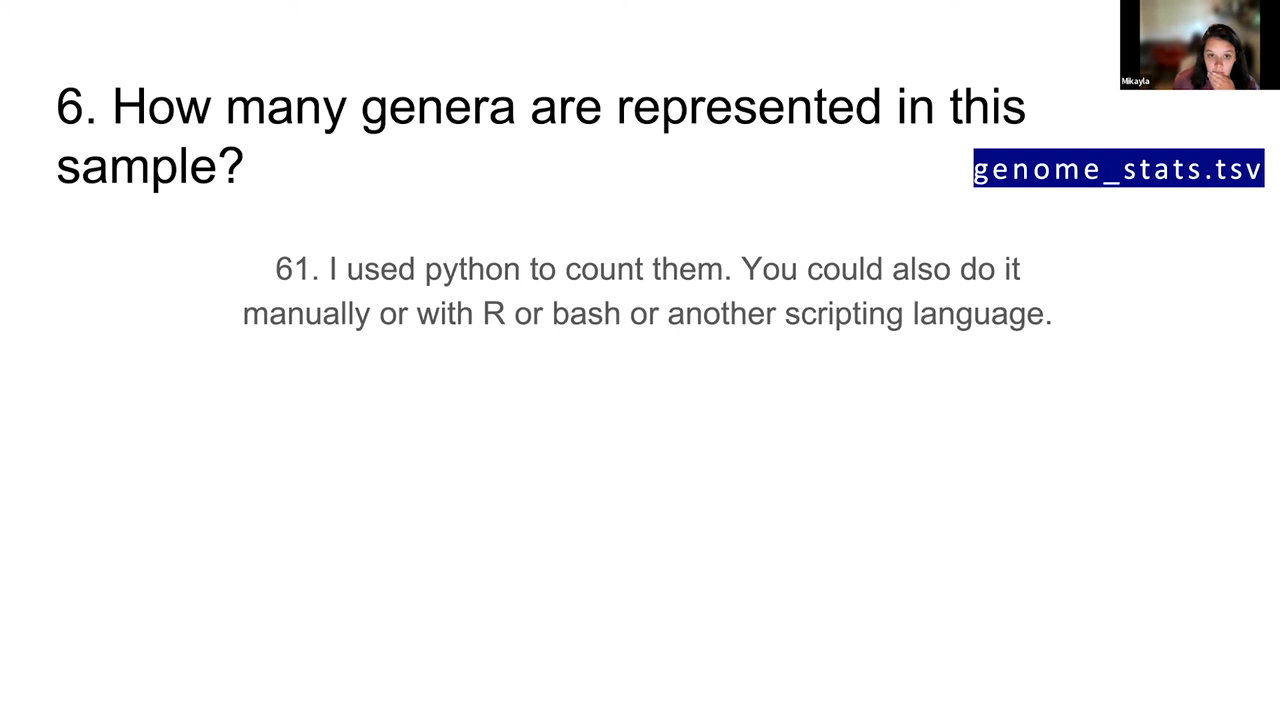 Mikayla
6. How many genera are represented in this
sample?
genome_stats.tsv
61. I used python to count them. You could also do it
manually or with R or bash or another scripting language.